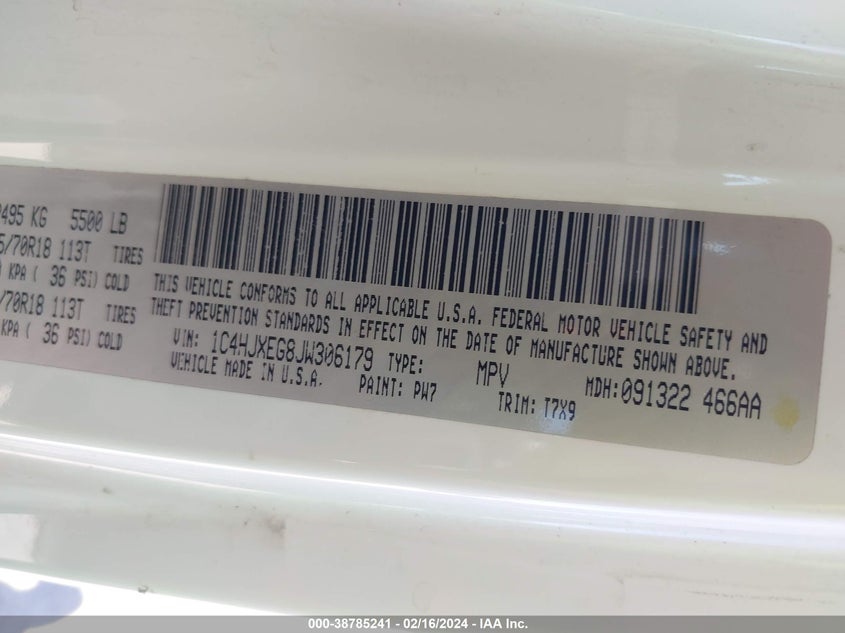 495 KG 5500 LB
/70R18 113T TIRES
KPA ( 36 PSI) COLD
/70R18 113T TIRES
KPA ( 36 PSI) COLD
THIS VEHICLE CONFORMS TO ALL APPLICABLE U.S.A. FEDERAL MOTOR VEHICLE SAFETY AND
THEFT PREVENTION STANDARDS IN EFFECT ON THE DATE OF MANUFACTURE SHOWN ABOVE.
VIN: 1C4HJXEG8JW306179 TYPE: MPV MDH:091322 466AA
VEHICLE MADE IN U.S.A. PAINT: PW7 TRIM: T7X9
000-38785241 - 02/16/2024 - IAA Inc.